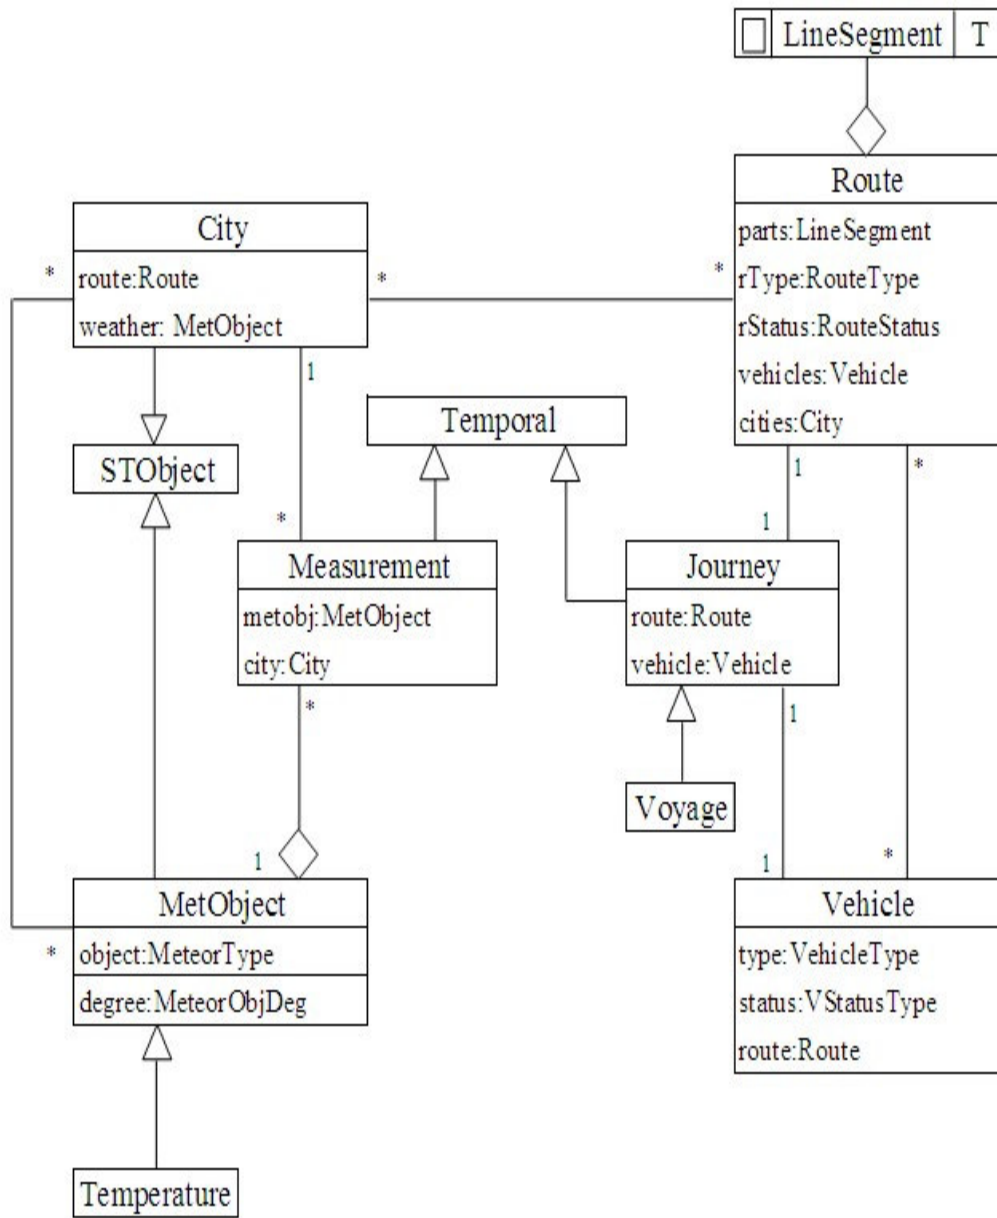 LineSegment T
Route
parts:LineSegment
rType:RouteType
rStatus:RouteStatus
vehicles:Vehicle
cities:City
City
route:Route
weather: MetObject
*
*
*
1
Temporal
STObject
1
*
*
1
Measurement
metobj:MetObject
city:City
Journey
route:Route
vehicle:Vehicle
*
1
Voyage
1
*
1
MetObject
object:MeteorType
degree:MeteorObjDeg
*
Vehicle
type:VehicleType
status:VStatusType
route:Route
Temperature